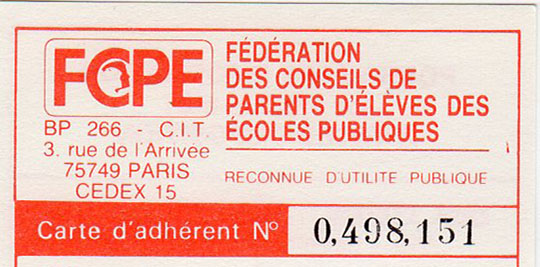 FCPE
BP 266 - C.I.T.
3. rue de l'Arrivée
75749 PARIS
CEDEX 15
FÉDÉRATION
DES CONSEILS DE
PARENTS D'ÉLÈVES DES
ÉCOLES PUBLIQUES
RECONNUE D'UTILITE PUBLIQUE
Carte d'adhérent N° 0,498,151